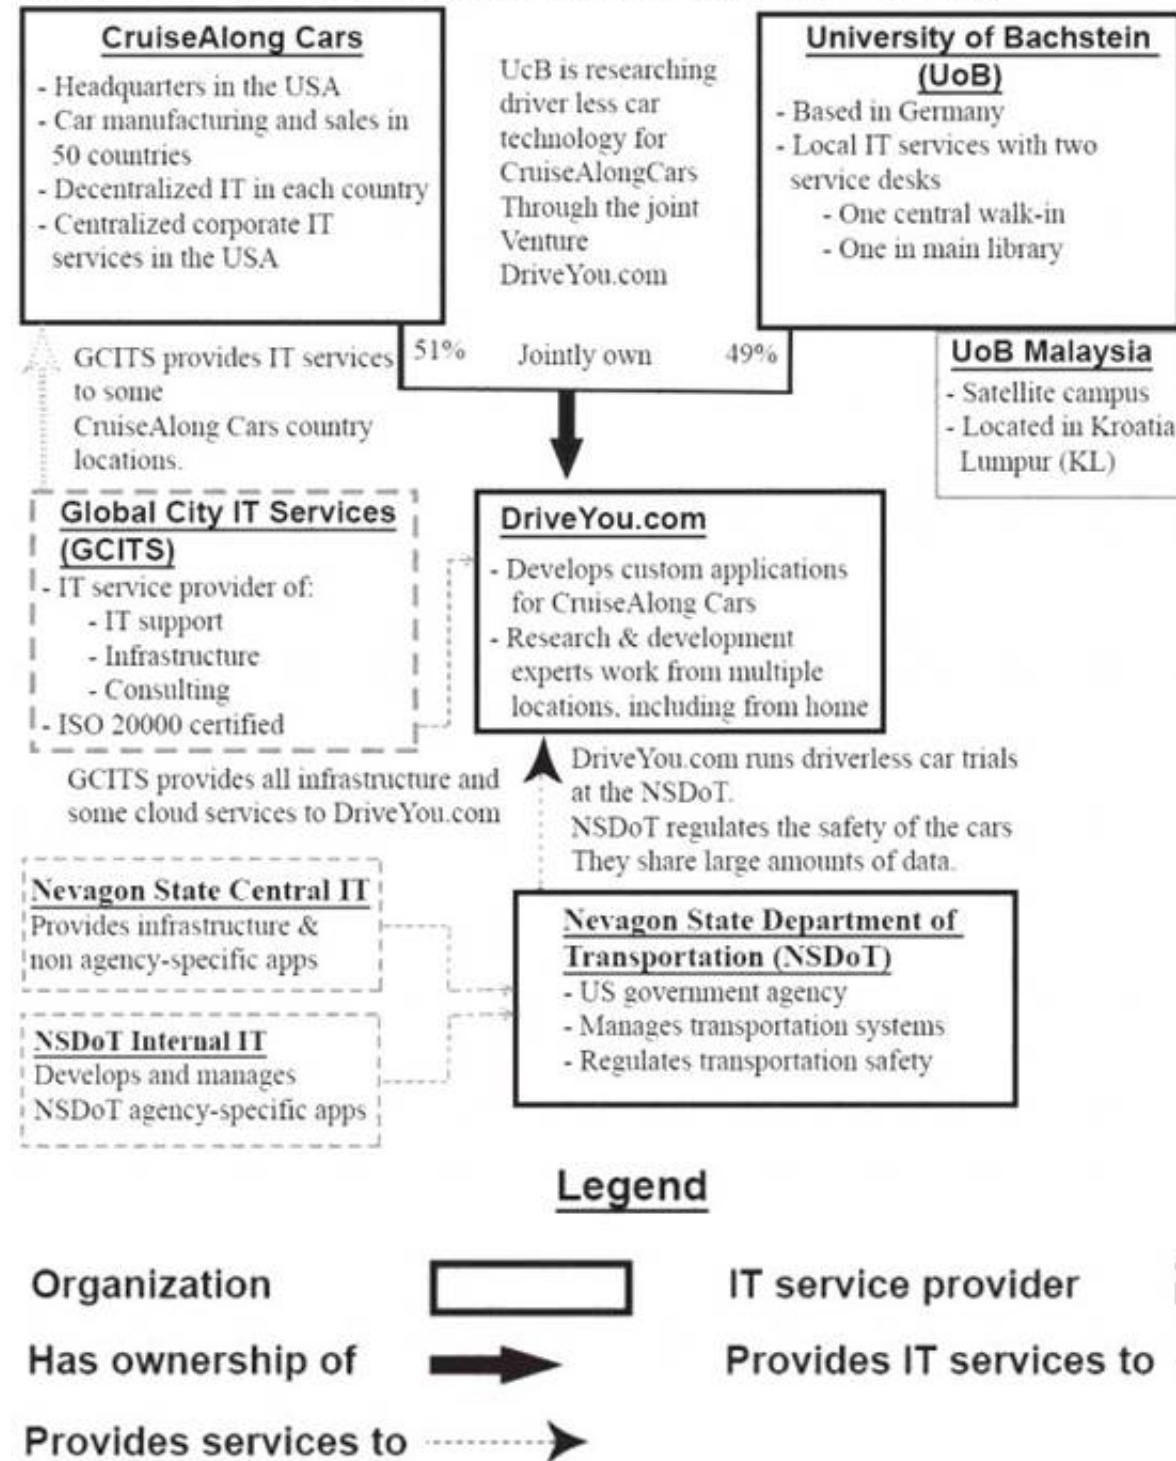 CruiseAlong Cars
- Headquarters in the USA
- Car manufacturing and sales in
50 countries
- Decentralized IT in each country
- Centralized corporate IT
services in the USA
UcB is researching
driver less car
technology for
CruiseAlongCars
Through the joint
Venture
DriveYou.com
University of Bachstein
(UoB)
- Based in Germany
- Local IT services with two
service desks
- One central walk-in
- One in main library
GCITS provides IT services
to some
CruiseAlong Cars country
locations.
51% Jointly own 49%
UoB Malaysia
- Satellite campus
- Located in Kroatia
Lumpur (KL)
Global City IT Services
(GCITS)
- IT service provider of:
- IT support
- Infrastructure
- Consulting
- ISO 20000 certified
DriveYou.com
- Develops custom applications
for CruiseAlong Cars
- Research & development
experts work from multiple
locations, including from home
GCITS provides all infrastructure and
some cloud services to DriveYou.com
DriveYou.com runs driverless car trials
at the NSDoT.
NSDoT regulates the safety of the cars
They share large amounts of data.
Nevagon State Central IT
Provides infrastructure &
non agency-specific apps
NSDoT Internal IT
Develops and manages
NSDoT agency-specific apps
Nevagon State Department of
Transportation (NSDoT)
- US government agency
- Manages transportation systems
- Regulates transportation safety
Legend
Organization
IT service provider
Has ownership of
Provides IT services to
Provides services to